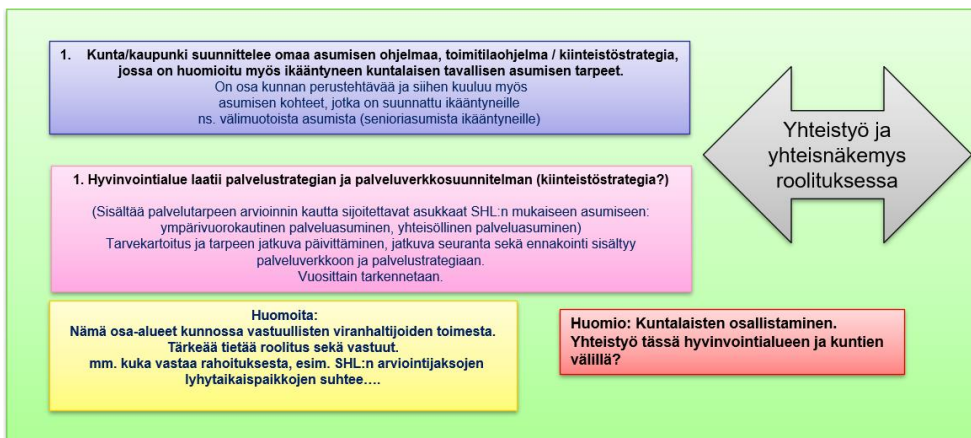 1. Kunta/kaupunki suunnittelee omaa asumisen ohjelmaa, toimitilaohjelma / kiinteistöstrategia,
jossa on huomioitu myös ikääntyneen kuntalaisen tavallisen asumisen tarpeet.
On osa kunnan perustehtävää ja siihen kuuluu myös
asumisen kohteet, jotka on suunnattu ikääntyneille
ns. välimuotoista asumista (senioriasumista ikääntyneille)
Yhteistyö ja
yhteisnäkemys
roolituksessa
1. Hyvinvointialue laatii palvelustrategian ja palveluverkkosuunnitelman (kiinteistöstrategia?)
(Sisältää palvelutarpeen arvioinnin kautta sijoitettavat asukkaat SHL:n mukaiseen asumiseen:
ympärivuorokautinen palveluasuminen, yhteisöllinen palveluasuminen)
Tarvekartoitus ja tarpeen jatkuva päivittäminen, jatkuva seuranta sekä ennakointi sisältyy
palveluverkkoon ja palvelustrategiaan.
Vuosittain tarkennetaan.
Huomoita:
Nämä osa-alueet kunnossa vastuullisten viranhaltijoiden toimesta.
Tärkeää tietää roolitus sekä vastuut.
mm. kuka vastaa rahoituksesta, esim. SHL:n arviointijaksojen
lyhytaikaispaikkojen suhtee….
Huomio: Kuntalaisten osallistaminen.
Yhteistyö tässä hyvinvointialueen ja kuntien
välillä?